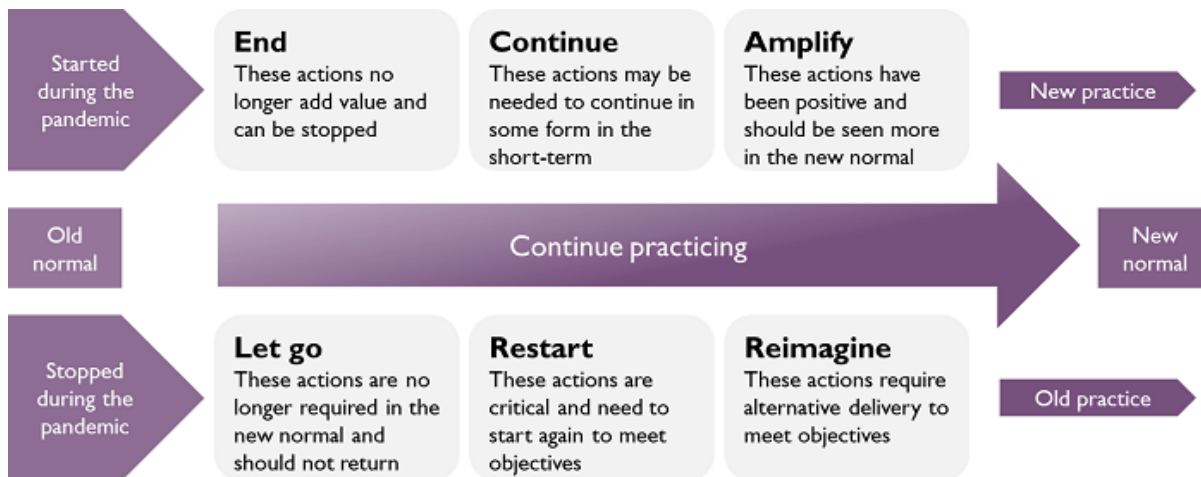 Started
during the
pandemic
End
These actions no
longer add value and
can be stopped
Continue
These actions may be
needed to continue in
some form in the
short-term
Amplify
These actions have
been positive and
should be seen more
in the new normal
New practice
Old
normal
Continue practicing
New
normal
Stopped
during the
pandemic
Let go
These actions are no
longer required in the
new normal and
should not return
Restart
These actions are
critical and need to
start again to meet
objectives
Reimagine
These actions require
alternative delivery to
meet objectives
Old practice